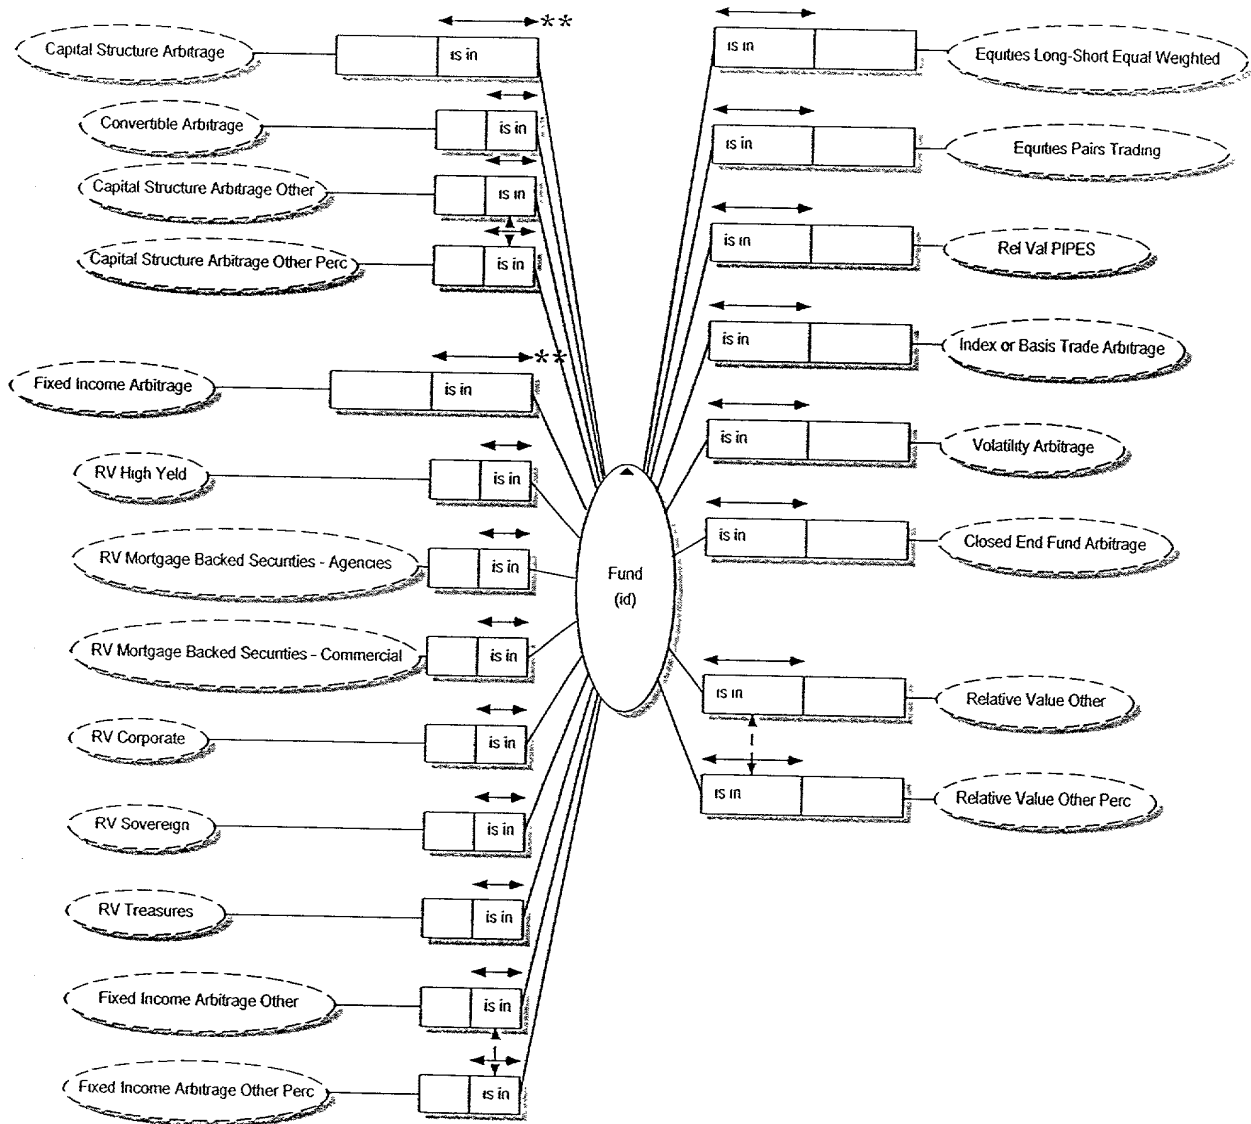 Capital Structure Arbitrage
is in
**
Convertible Arbitrage
is in
Capital Structure Arbitrage Other
is in
Capital Structure Arbitrage Other Perc
is in
Fixed Income Arbitrage
is in
**
RV High Yeld
is in
RV Mortgage Backed Securties - Agencies
is in
RV Mortgage Backed Securties - Commercial
is in
RV Corporate
is in
RV Sovereign
is in
RV Treasures
is in
Fixed Income Arbitrage Other
is in
Fixed Income Arbitrage Other Perc
is in
Fund
(id)
is in
Equities Long-Short Equal Weighted
is in
Equities Pairs Trading
is in
Rel Val PIPES
is in
Index or Basis Trade Arbitrage
is in
Volatility Arbitrage
is in
Closed End Fund Arbitrage
is in
Relative Value Other
is in
Relative Value Other Perc